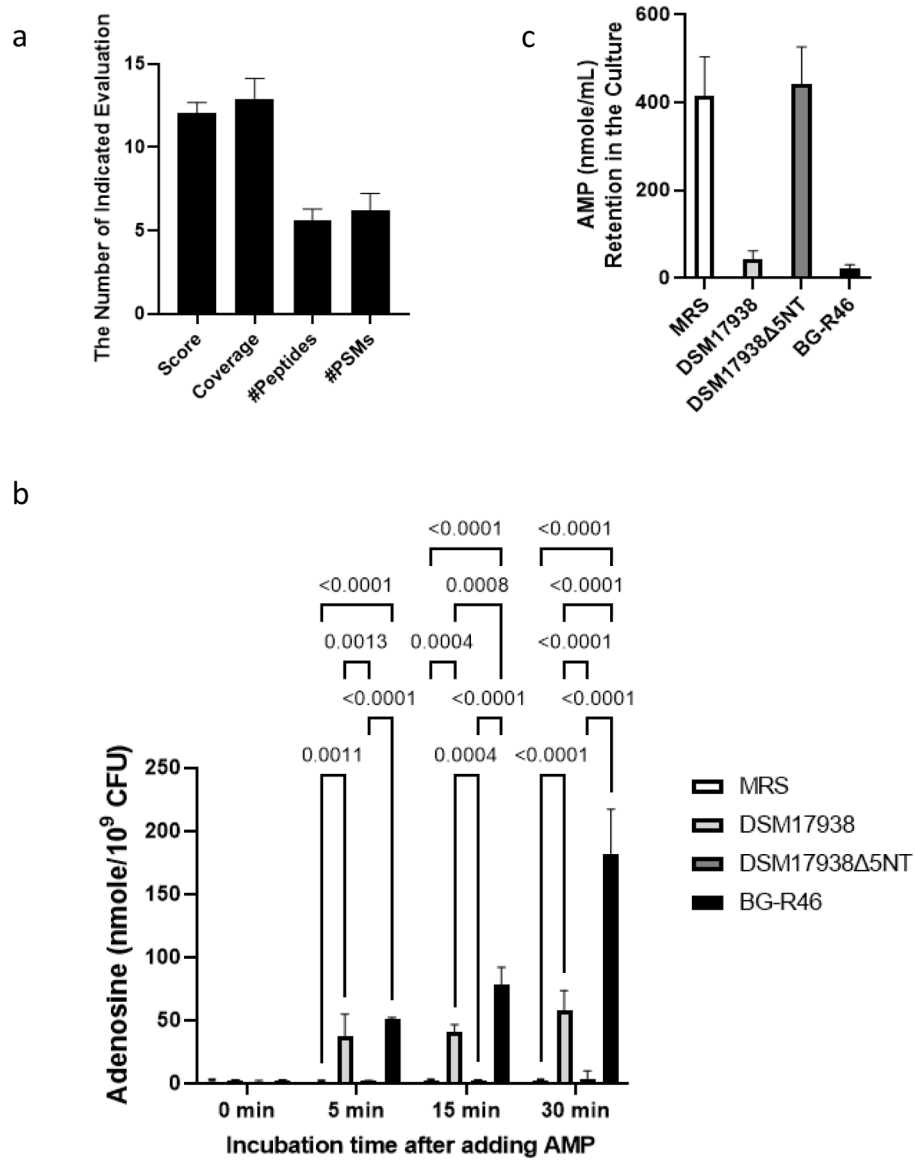 a
The Number of Indicated Evaluation
15
10
5
0
Score
Coverage
#Peptides
#PSMs
c
AMP (nmole/mL)
Retention in the Culture
600
400
200
0
MRS
DSM17938
DSM17938Δ5NT
BG-R46
b
<0.0001 <0.0001
<0.0001 0.0008 <0.0001
0.0013 0.0004 <0.0001
<0.0001 <0.0001 <0.0001
0.0011 0.0004 <0.0001
Adenosine (nmole/10⁹ CFU)
250
200
150
100
50
0
0 min 5 min 15 min 30 min
Incubation time after adding AMP
MRS
DSM17938
DSM17938Δ5NT
BG-R46